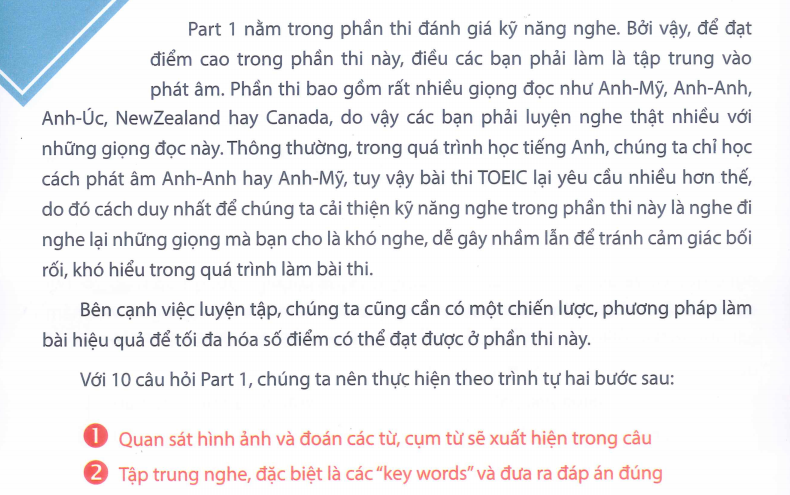 Part 1 nằm trong phần thi đánh giá kỹ năng nghe. Bởi vậy, để đạt
điểm cao trong phần thi này, điều các bạn phải làm là tập trung vào
phát âm. Phần thi bao gồm rất nhiều giọng đọc như Anh-Mỹ, Anh-Anh,
Anh-Úc, NewZealand hay Canada, do vậy các bạn phải luyện nghe thật nhiều với
những giọng đọc này. Thông thường, trong quá trình học tiếng Anh, chúng ta chỉ học
cách phát âm Anh-Anh hay Anh-Mỹ, tuy vậy bài thi TOEIC lại yêu cầu nhiều hơn thế,
do đó cách duy nhất để chúng ta cải thiện kỹ năng nghe trong phần thi này là nghe đi
nghe lại những giọng mà bạn cho là khó nghe, dễ gây nhầm lẫn để tránh cảm giác bối
rối, khó hiểu trong quá trình làm bài thi.
Bên cạnh việc luyện tập, chúng ta cũng cần có một chiến lược, phương pháp làm
bài hiệu quả để tối đa hóa số điểm có thể đạt được ở phần thi này.
Với 10 câu hỏi Part 1, chúng ta nên thực hiện theo trình tự hai bước sau:
1 Quan sát hình ảnh và đoán các từ, cụm từ sẽ xuất hiện trong câu
2 Tập trung nghe, đặc biệt là các "key words" và đưa ra đáp án đúng